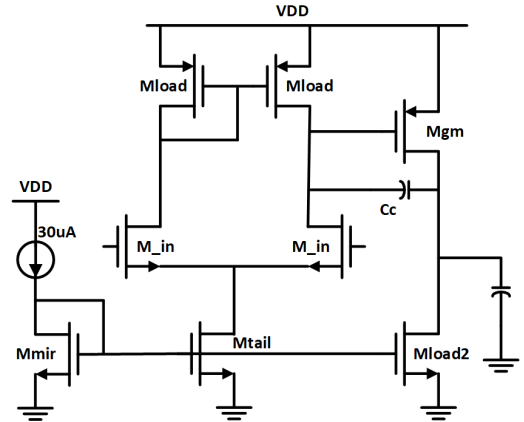 VDD
Mload
Mload
Mgm
VDD
Cc
30uA
M_in
M_in
Mtail
Mmir
Mload2